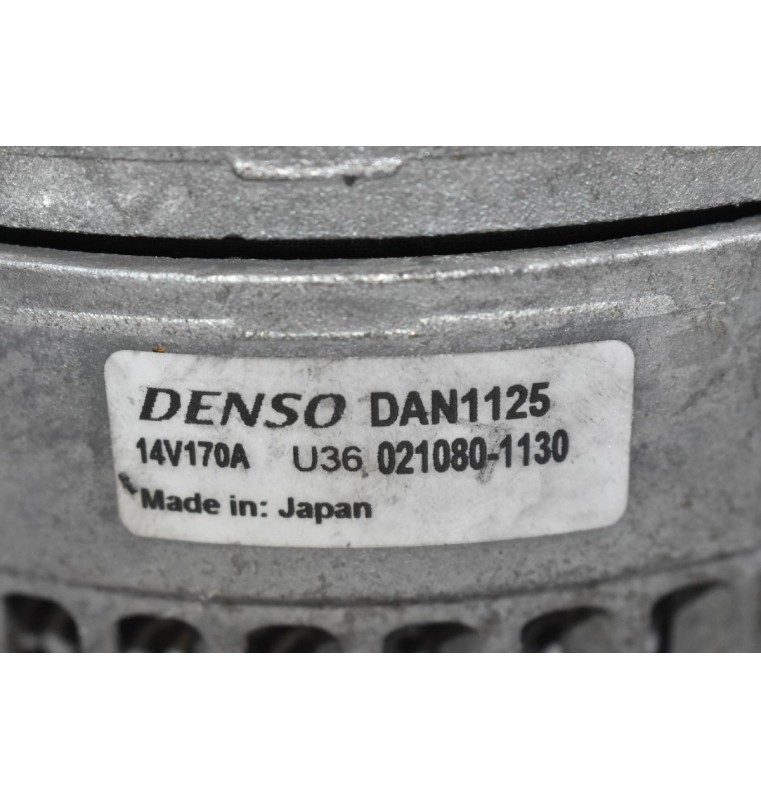 DENSO DAN1125
14V170A U36 021080-1130
Made in: Japan